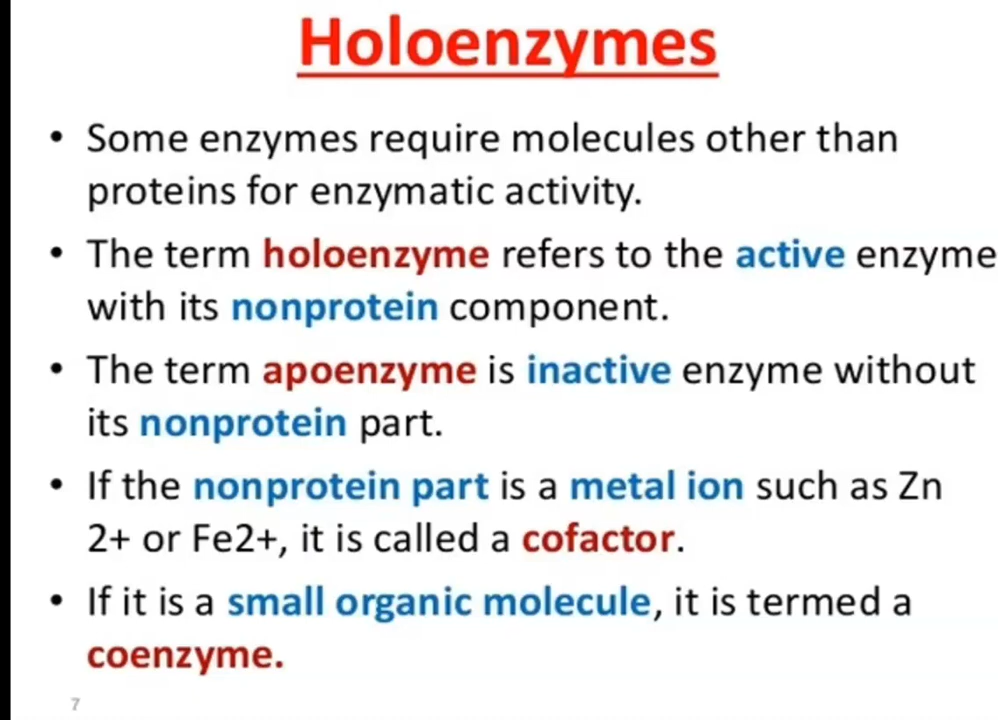 Holoenzymes
• Some enzymes require molecules other than
proteins for enzymatic activity.
• The term holoenzyme refers to the active enzyme
with its nonprotein component.
• The term apoenzyme is inactive enzyme without
its nonprotein part.
• If the nonprotein part is a metal ion such as Zn
2+ or Fe2+, it is called a cofactor.
• If it is a small organic molecule, it is termed a
coenzyme.
7